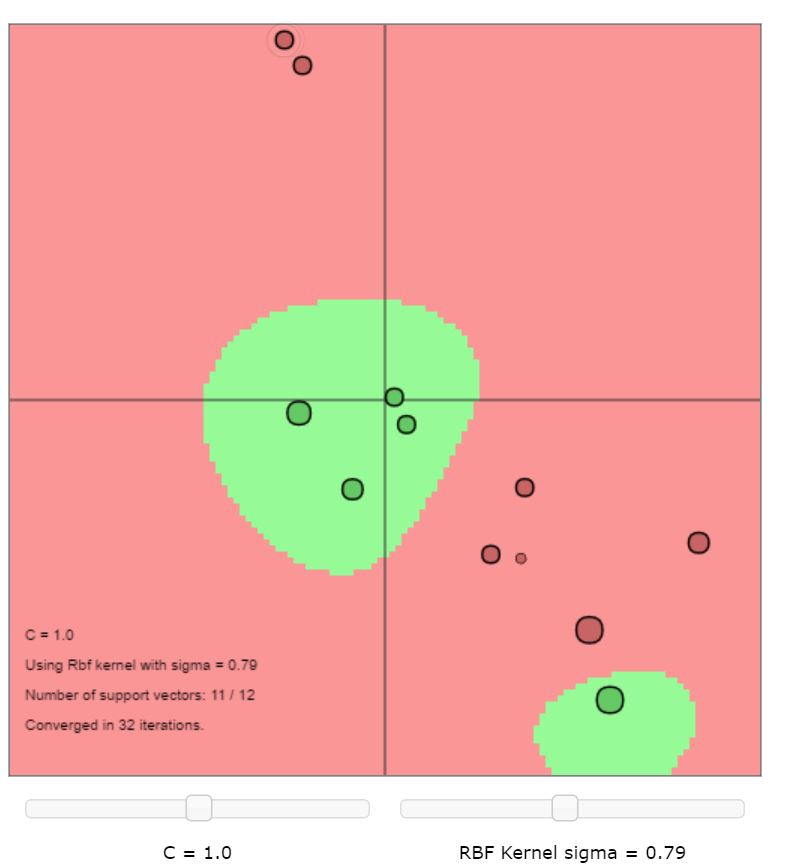 C = 1.0
Using Rbf kernel with sigma = 0.79
Number of support vectors: 11 / 12
Converged in 32 iterations.
C = 1.0
RBF Kernel sigma = 0.79